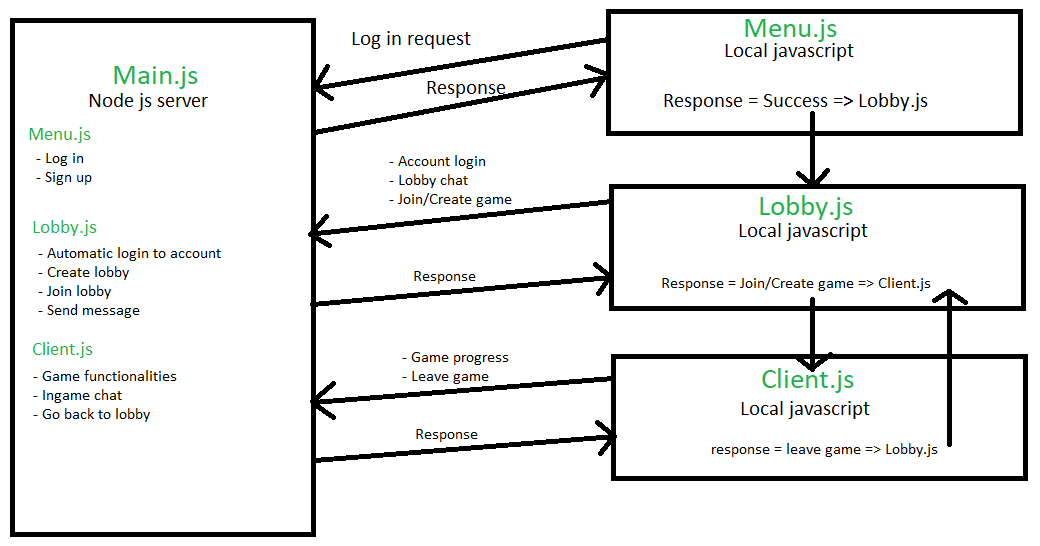 Main.js
Node js server
Menu.js
- Log in
- Sign up
Lobby.js
- Automatic login to account
- Create lobby
- Join lobby
- Send message
Client.js
- Game functionalities
- Ingame chat
- Go back to lobby
Log in request
Response
- Account login
- Lobby chat
- Join/Create game
Response
- Game progress
- Leave game
Response
Menu.js
Local javascript
Response = Success => Lobby.js
Lobby.js
Local javascript
Response = Join/Create game => Client.js
Client.js
Local javascript
response = leave game => Lobby.js